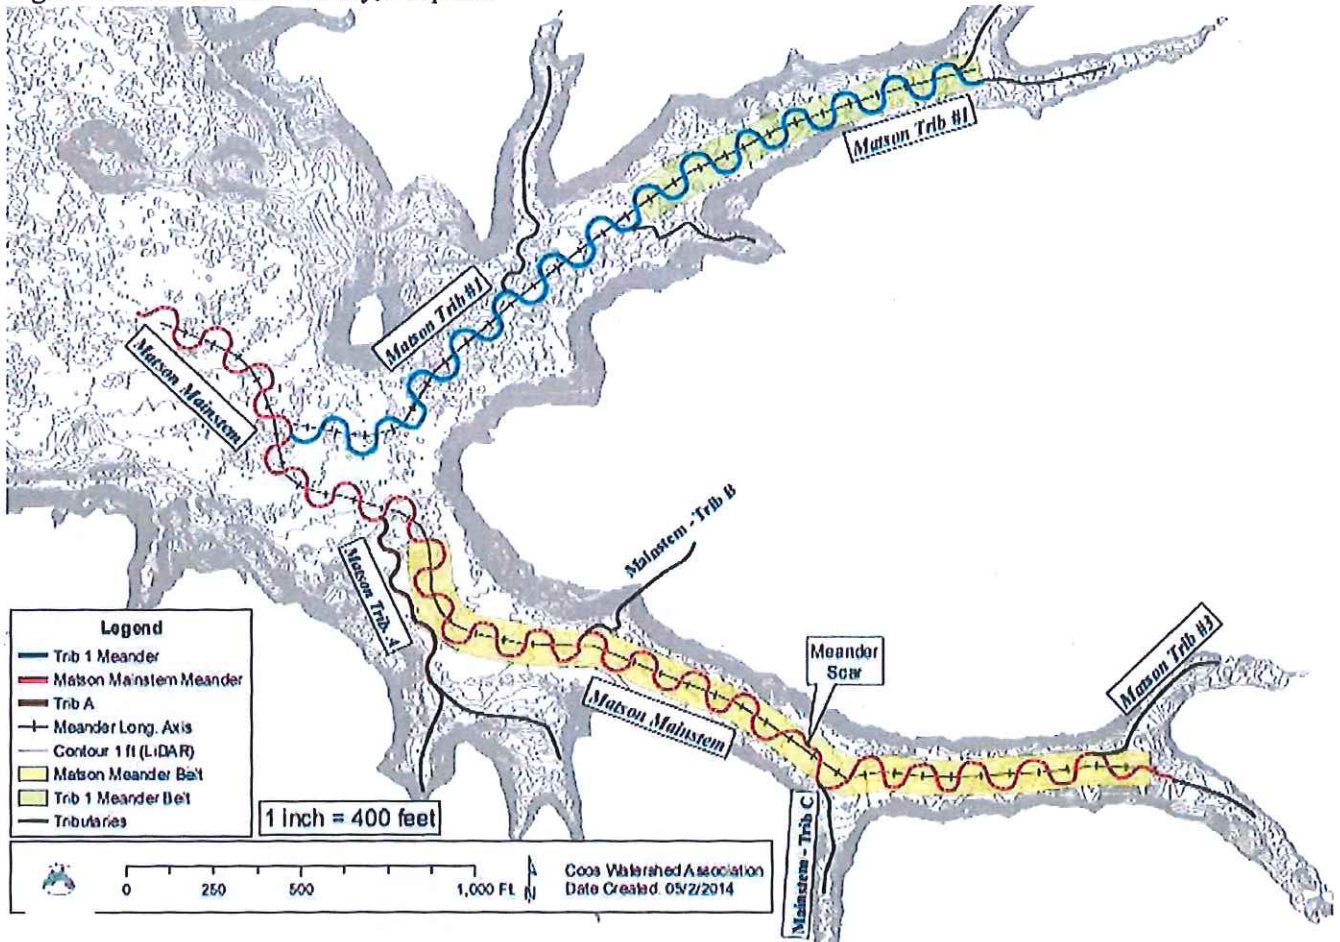 Matson Trib #1
Matson Trib #1
Matson Mainstem
Mainstem - Trib B
Matson Trib A
Matson Trib #3
Meander
Scar
Matson Mainstem
Mainstem - Trib C
Legend
Trib 1 Meander
Matson Mainstem Meander
Trib A
Meander Long. Axis
Contour 1 ft (LiDAR)
Matson Meander Belt
Trib 1 Meander Belt
Tributaries
1 inch = 400 feet
0 250 500 1,000 Ft.
N
Coos Watershed Association
Date Created: 05/2/2014